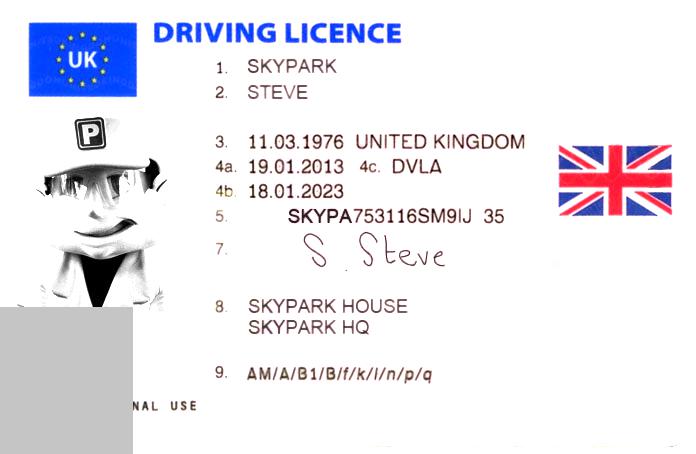 DRIVING LICENCE
UK
1. SKYPARK
2. STEVE
P
3. 11.03.1976 UNITED KINGDOM
4a. 19.01.2013 4c. DVLA
4b. 18.01.2023
5. SKYPA753116SM9IJ 35
7. S. Steve
8. SKYPARK HOUSE
SKYPARK HQ
9. AM/A/B1/B/f/k/l/n/p/q
USE